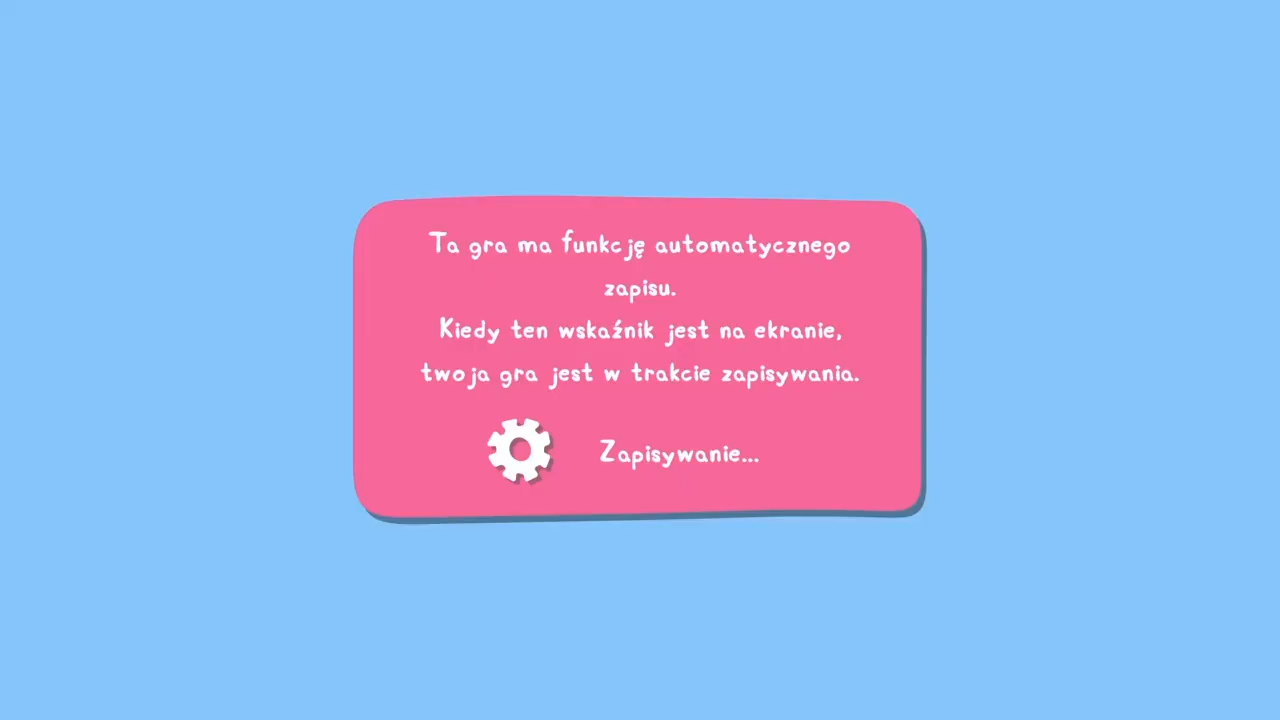 Ta gra ma funkcję automatycznego
zapisu.
Kiedy ten wskaźnik jest na ekranie,
twoja gra jest w trakcie zapisywania.
Zapisywanie...